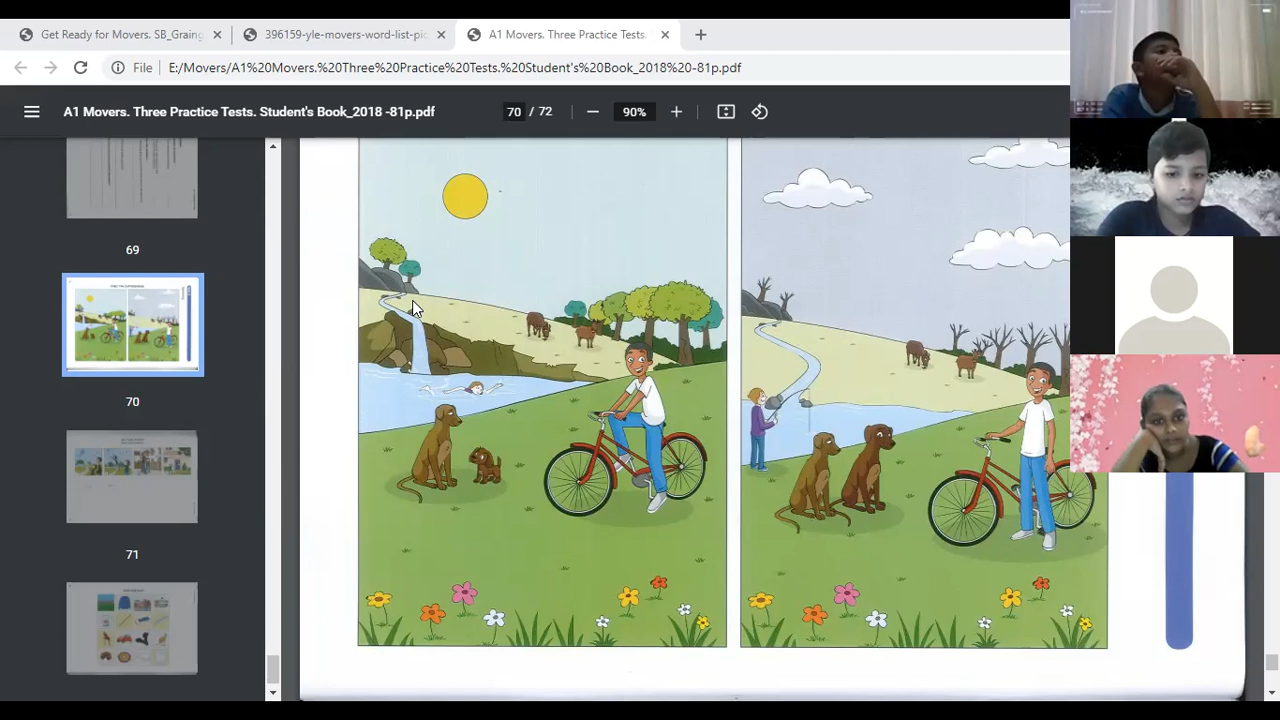 Get Ready for Movers. SB_Graing
396159-yle-movers-word-list-pic
A1 Movers. Three Practice Tests.
File
E:/Movers/A1%20Movers.%20Three%20Practice%20Tests.%20Student's%20Book_2018%20-81p.pdf
A1 Movers. Three Practice Tests. Student's Book_2018 -81p.pdf
70 / 72
90%
69
70
71